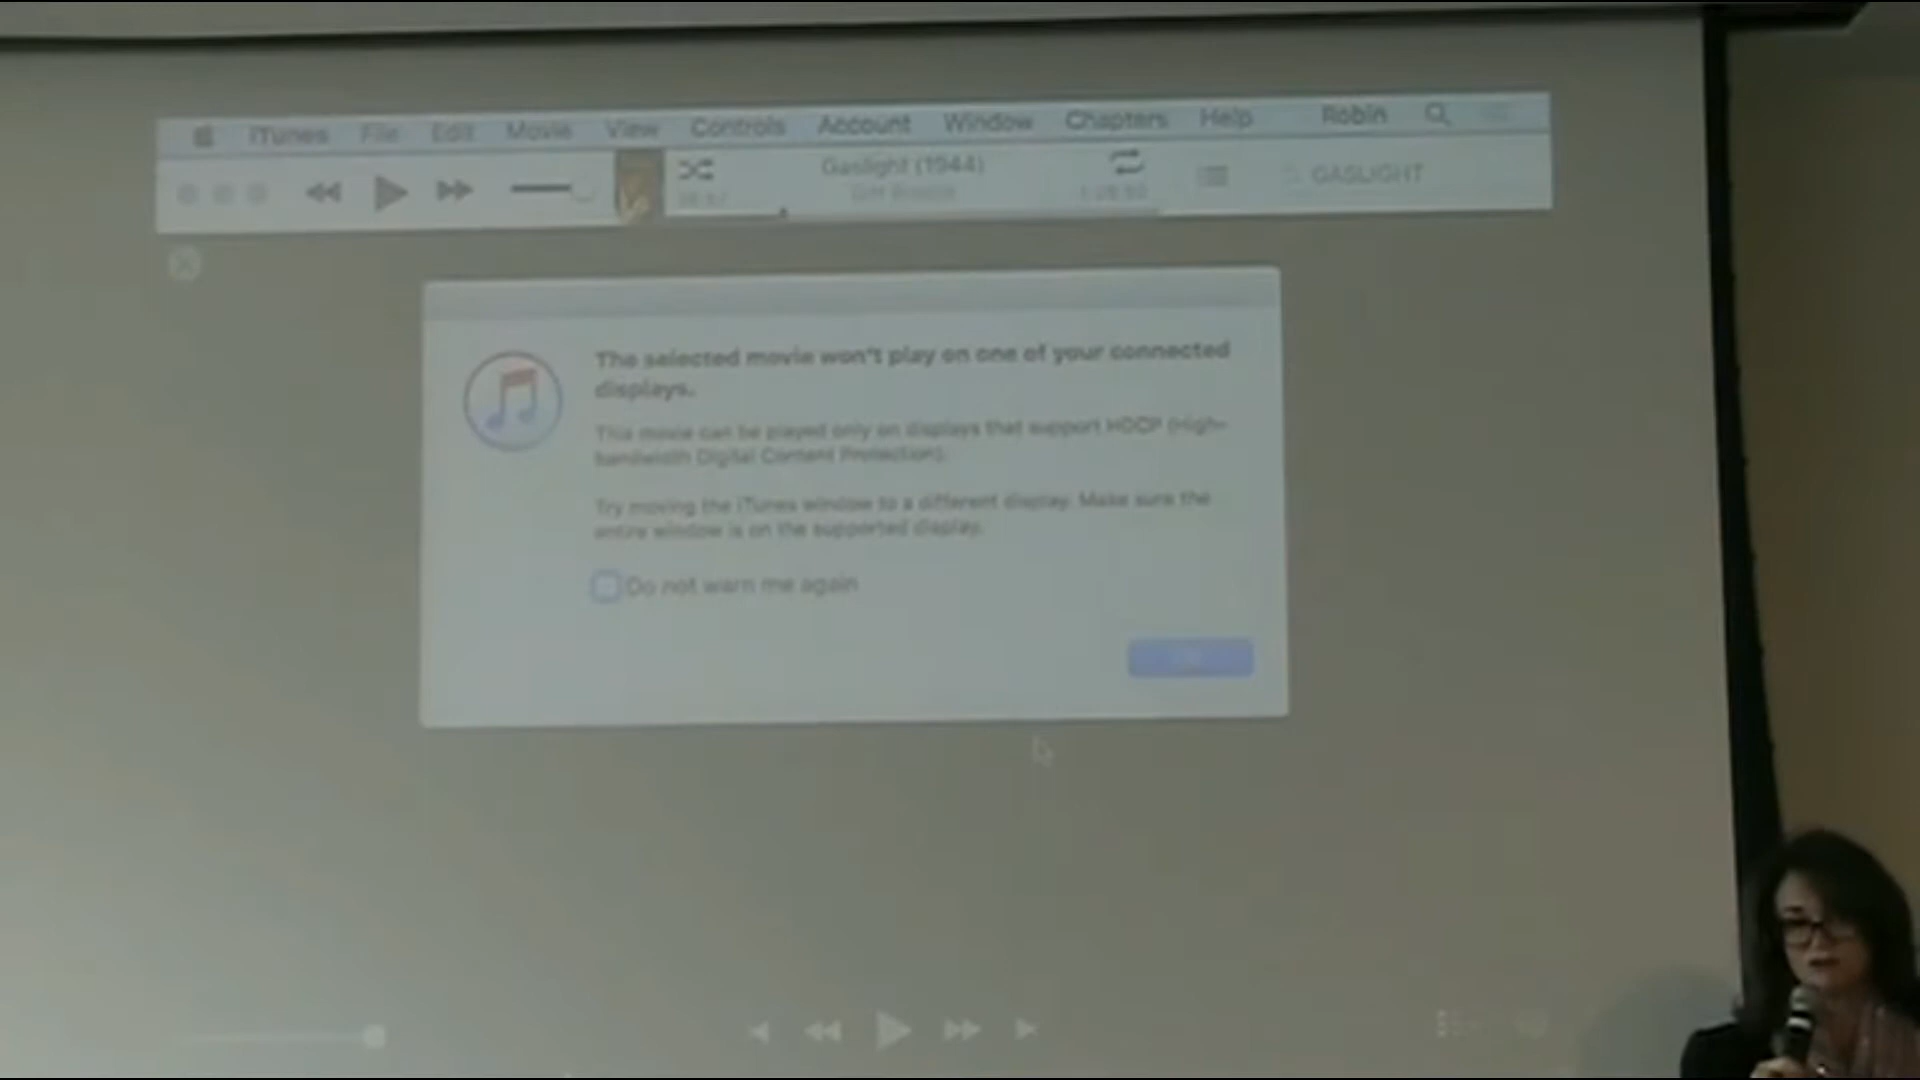 iTunes File Edit Movie View Controls Account Window Chapters Help Robin
Gaslight (1944)
GASLIGHT
The selected movie won't play on one of your connected
displays.
This movie can be played only on displays that support HDCP (High-
bandwidth Digital Content Protection).
Try moving the iTunes window to a different display. Make sure the
entire window is on the supported display.
Do not warn me again